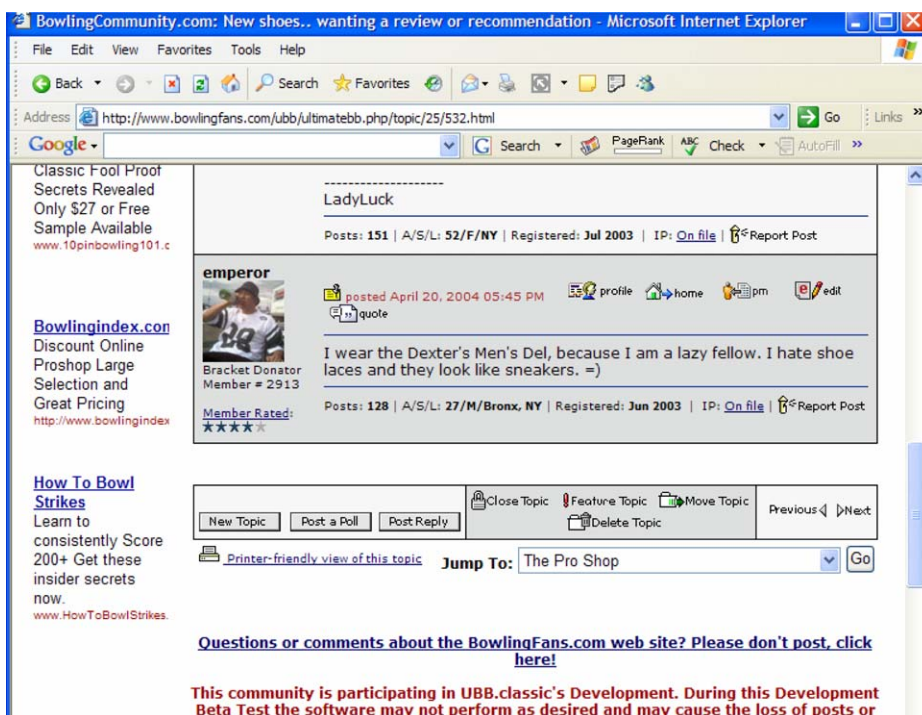 BowlingCommunity.com: New shoes.. wanting a review or recommendation - Microsoft Internet Explorer
File Edit View Favorites Tools Help
Back Search Favorites
Address http://www.bowlingfans.com/ubb/ultimatebb.php/topic/25/532.html Go Links »
Google G Search PageRank ABC Check AutoFill »
Classic Fool Proof
Secrets Revealed
Only $27 or Free
Sample Available
www.10pinbowling101.c
--------------------
LadyLuck
Posts: 151 | A/S/L: 52/F/NY | Registered: Jul 2003 | IP: On file | Report Post
emperor
28
Bracket Donator
Member # 2913
Member Rated:
posted April 20, 2004 05:45 PM profile home pm edit
quote
I wear the Dexter's Men's Del, because I am a lazy fellow. I hate shoe
laces and they look like sneakers. =)
Posts: 128 | A/S/L: 27/M/Bronx, NY | Registered: Jun 2003 | IP: On file | Report Post
Bowlingindex.con
Discount Online
Proshop Large
Selection and
Great Pricing
http://www.bowlingindex
How To Bowl
Strikes
Learn to
consistently Score
200+ Get these
insider secrets
now.
www.HowToBowlStrikes.
New Topic Post a Poll Post Reply
Close Topic Feature Topic Move Topic
Delete Topic
Previous Next
Printer-friendly view of this topic Jump To: The Pro Shop Go
Questions or comments about the BowlingFans.com web site? Please don't post, click
here!
This community is participating in UBB.classic's Development. During this Development
Beta Test the software may not perform as desired and may cause the loss of posts or